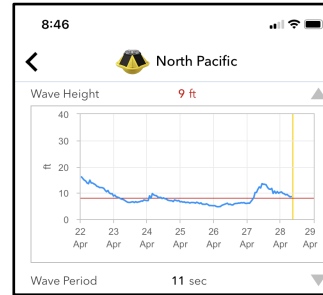 8:46
North Pacific
Wave Height 9 ft
40
30
20
10
0
ft
22 23 24 25 26 27 28 29
Apr Apr Apr Apr Apr Apr Apr Apr
Wave Period 11 sec